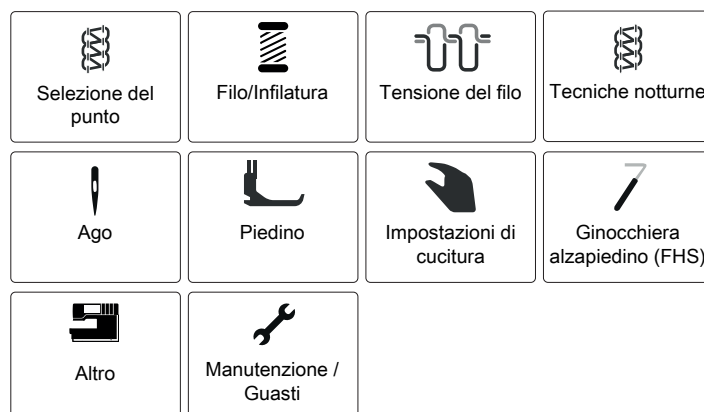 Selezione del
punto
Filo/Infilatura
Tensione del filo
Tecniche notturne
Ago
Piedino
Impostazioni di
cucitura
Ginocchiera
alzapiedino (FHS)
Altro
Manutenzione /
Guasti